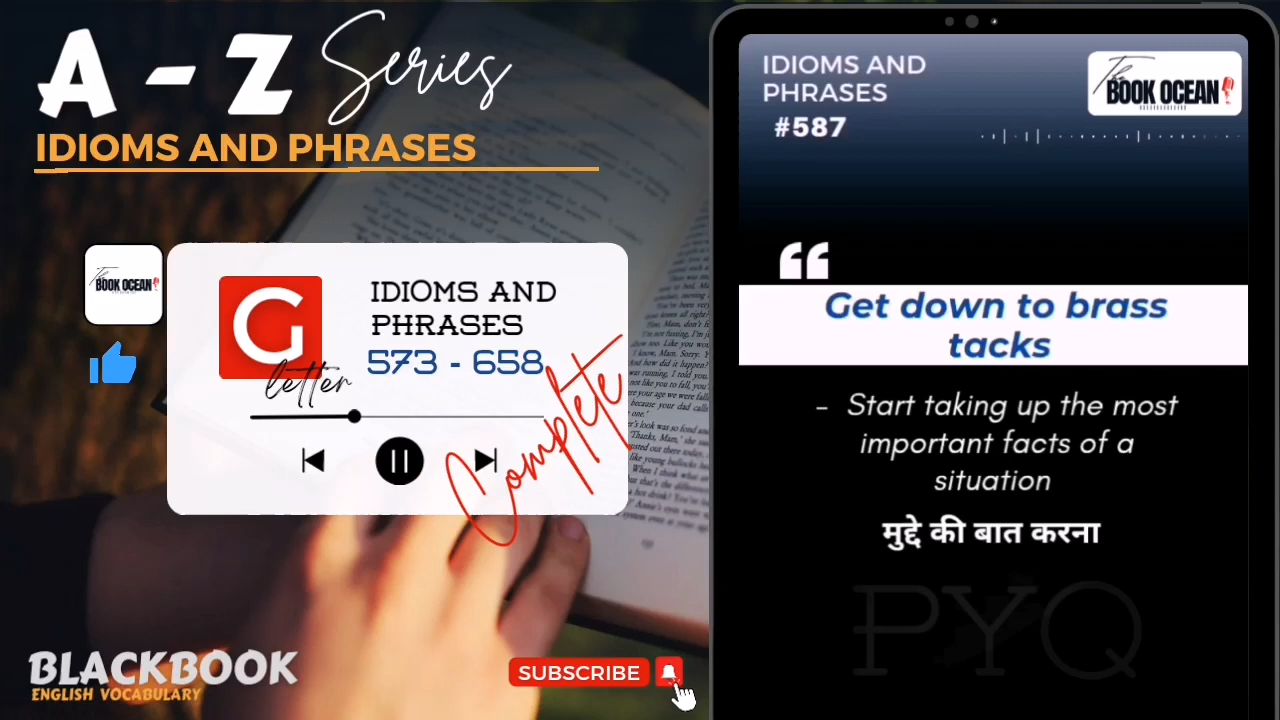 A - Z Series
IDIOMS AND PHRASES
The
BOOK OCEAN
G
letter
IDIOMS AND
PHRASES
573 - 658
Complete
BLACKBOOK
ENGLISH VOCABULARY
SUBSCRIBE
IDIOMS AND
PHRASES
#587
The
BOOK OCEAN
Get down to brass
tacks
- Start taking up the most
important facts of a
situation
मुद्दे की बात करना
PYQ